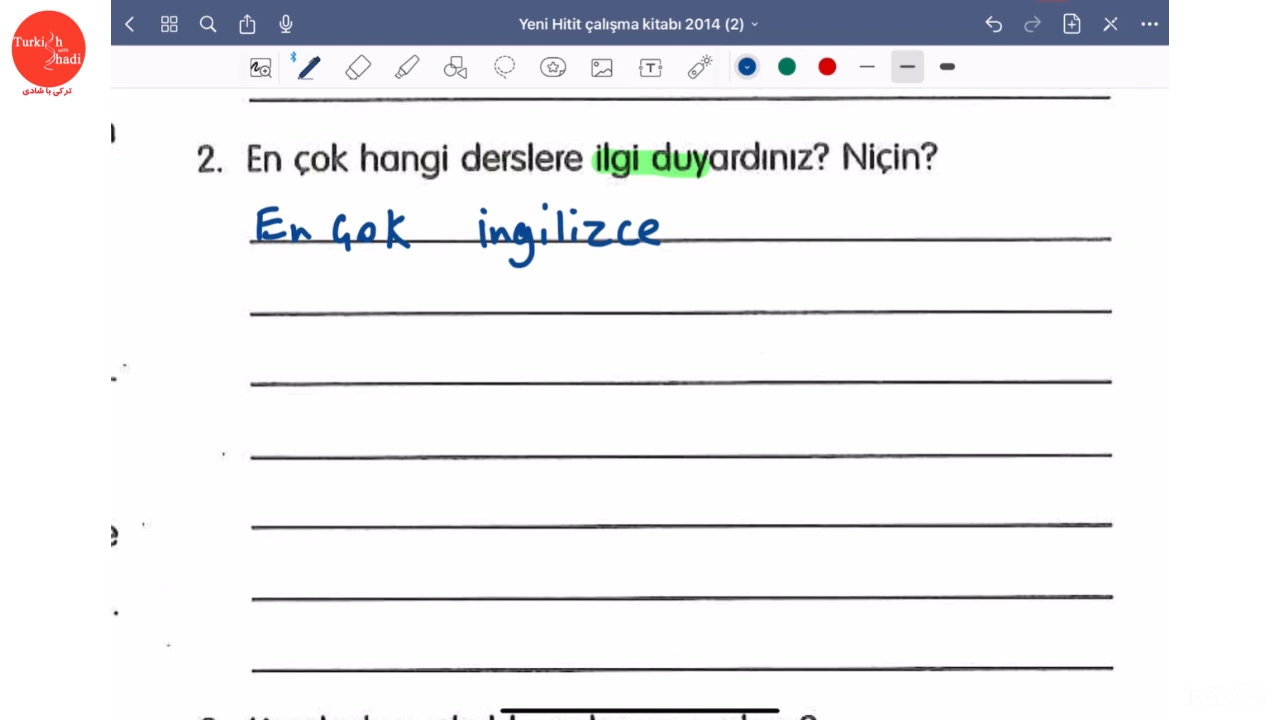 Yeni Hitit çalışma kitabı 2014 (2)
Turkish
with
Shadi
ترکی با شادی
2. En çok hangi derslere ilgi duyardınız? Niçin?
En çok ingilizce